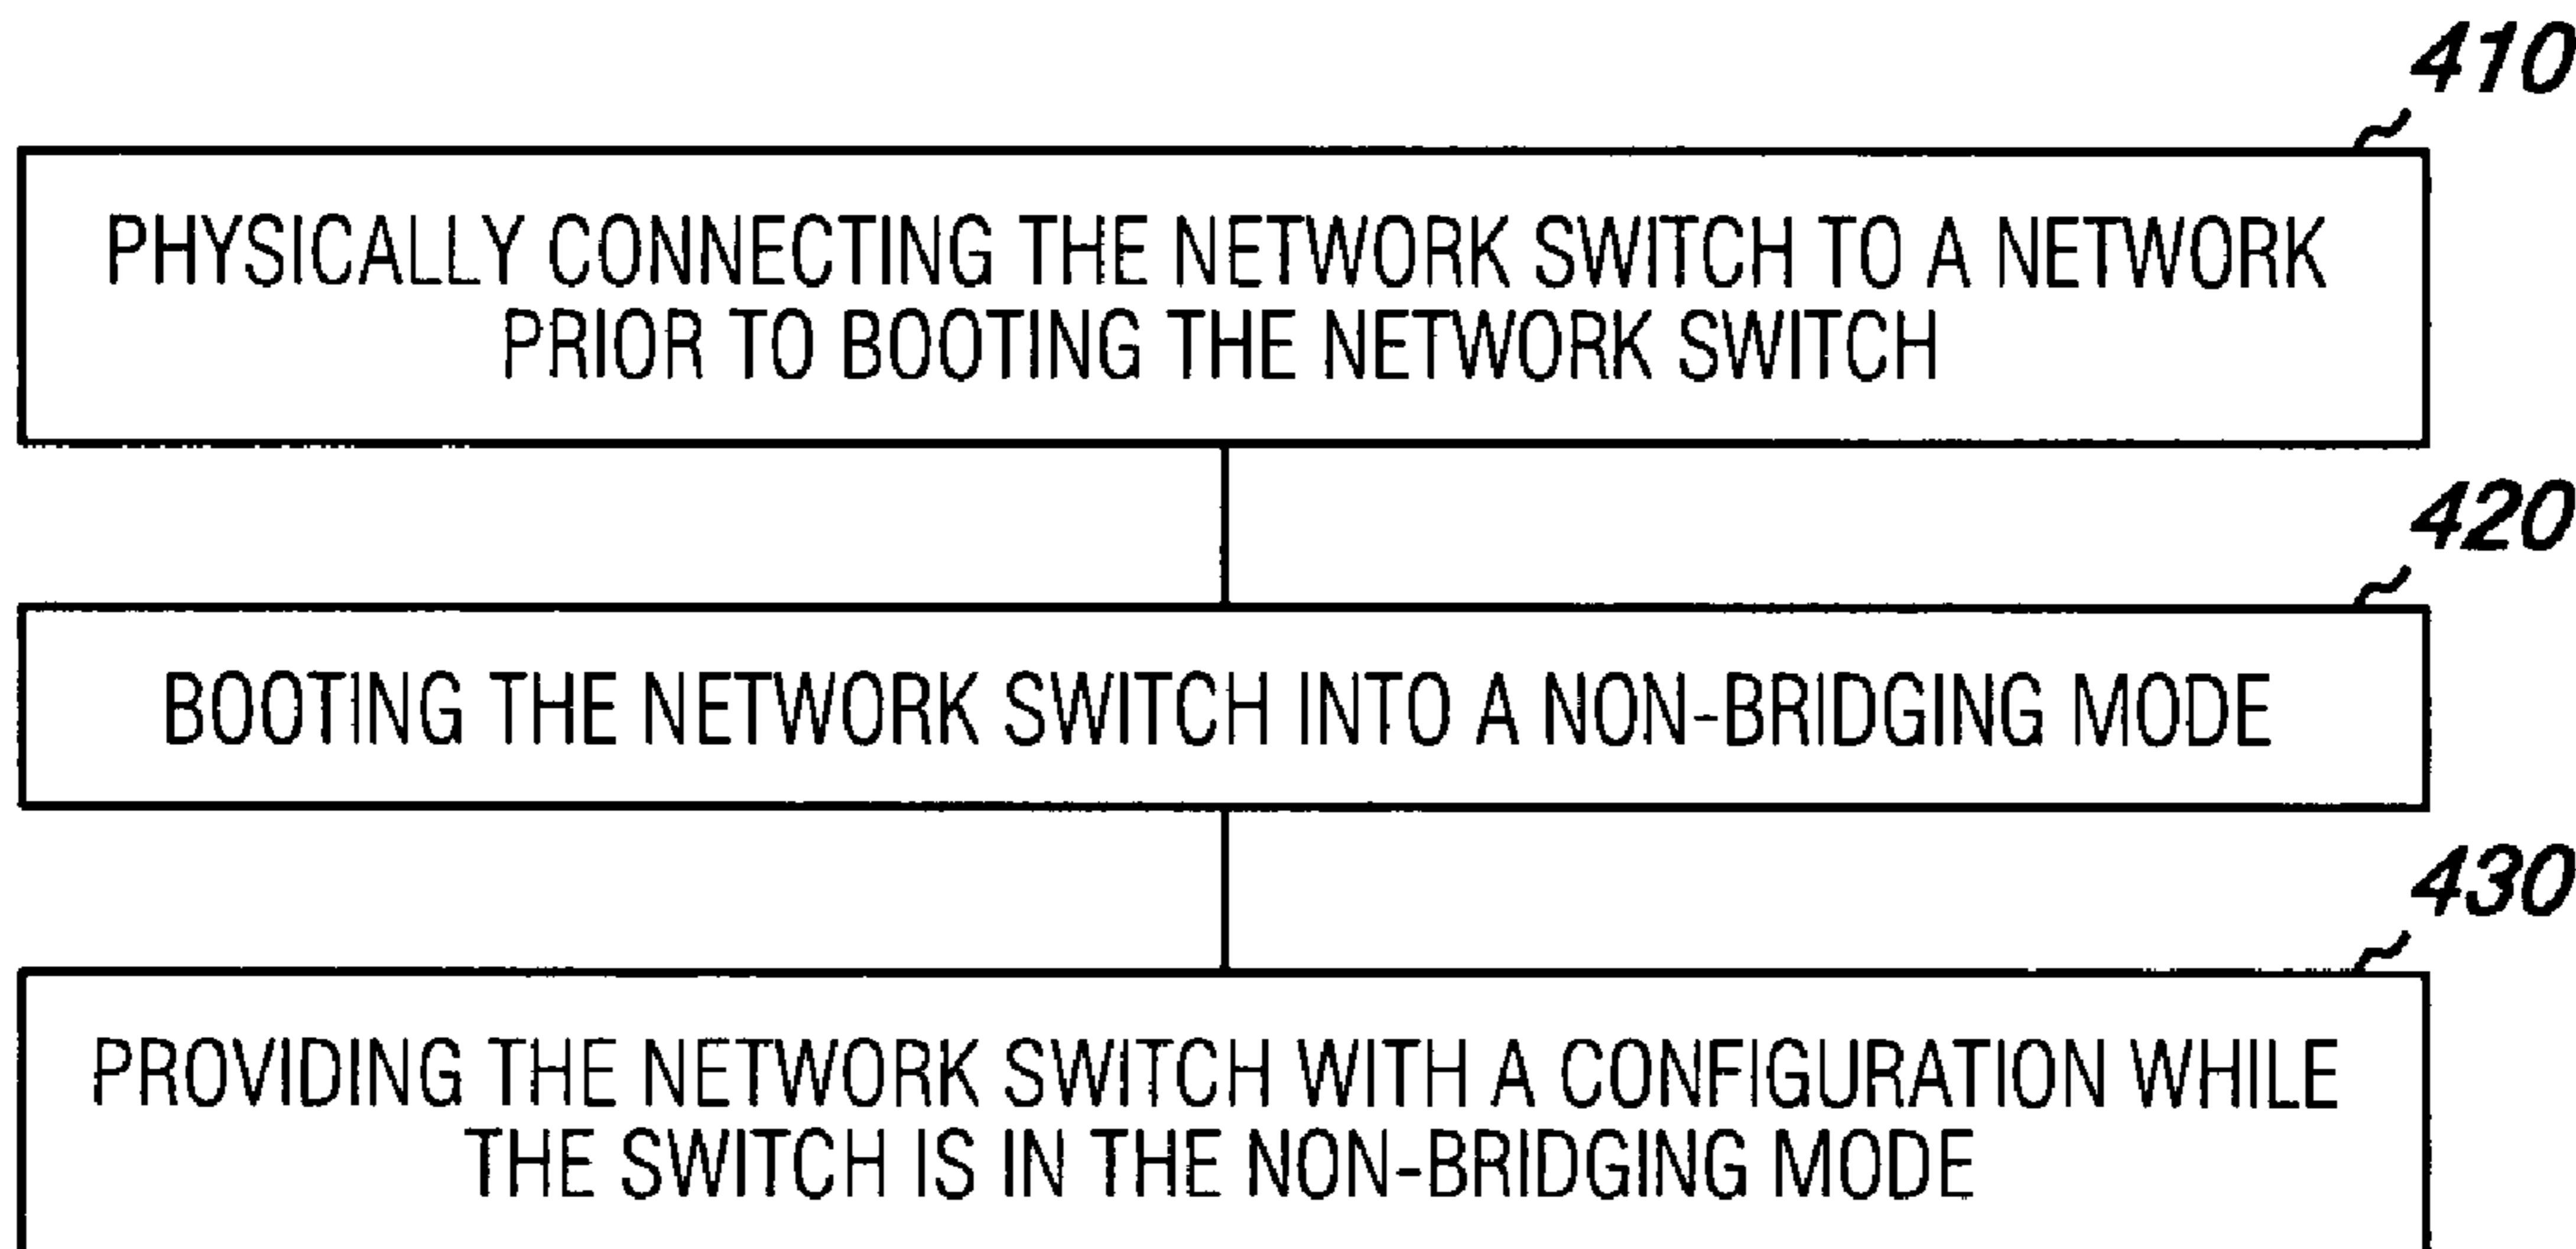 410
PHYSICALLY CONNECTING THE NETWORK SWITCH TO A NETWORK
PRIOR TO BOOTING THE NETWORK SWITCH
420
BOOTING THE NETWORK SWITCH INTO A NON-BRIDGING MODE
430
PROVIDING THE NETWORK SWITCH WITH A CONFIGURATION WHILE
THE SWITCH IS IN THE NON-BRIDGING MODE